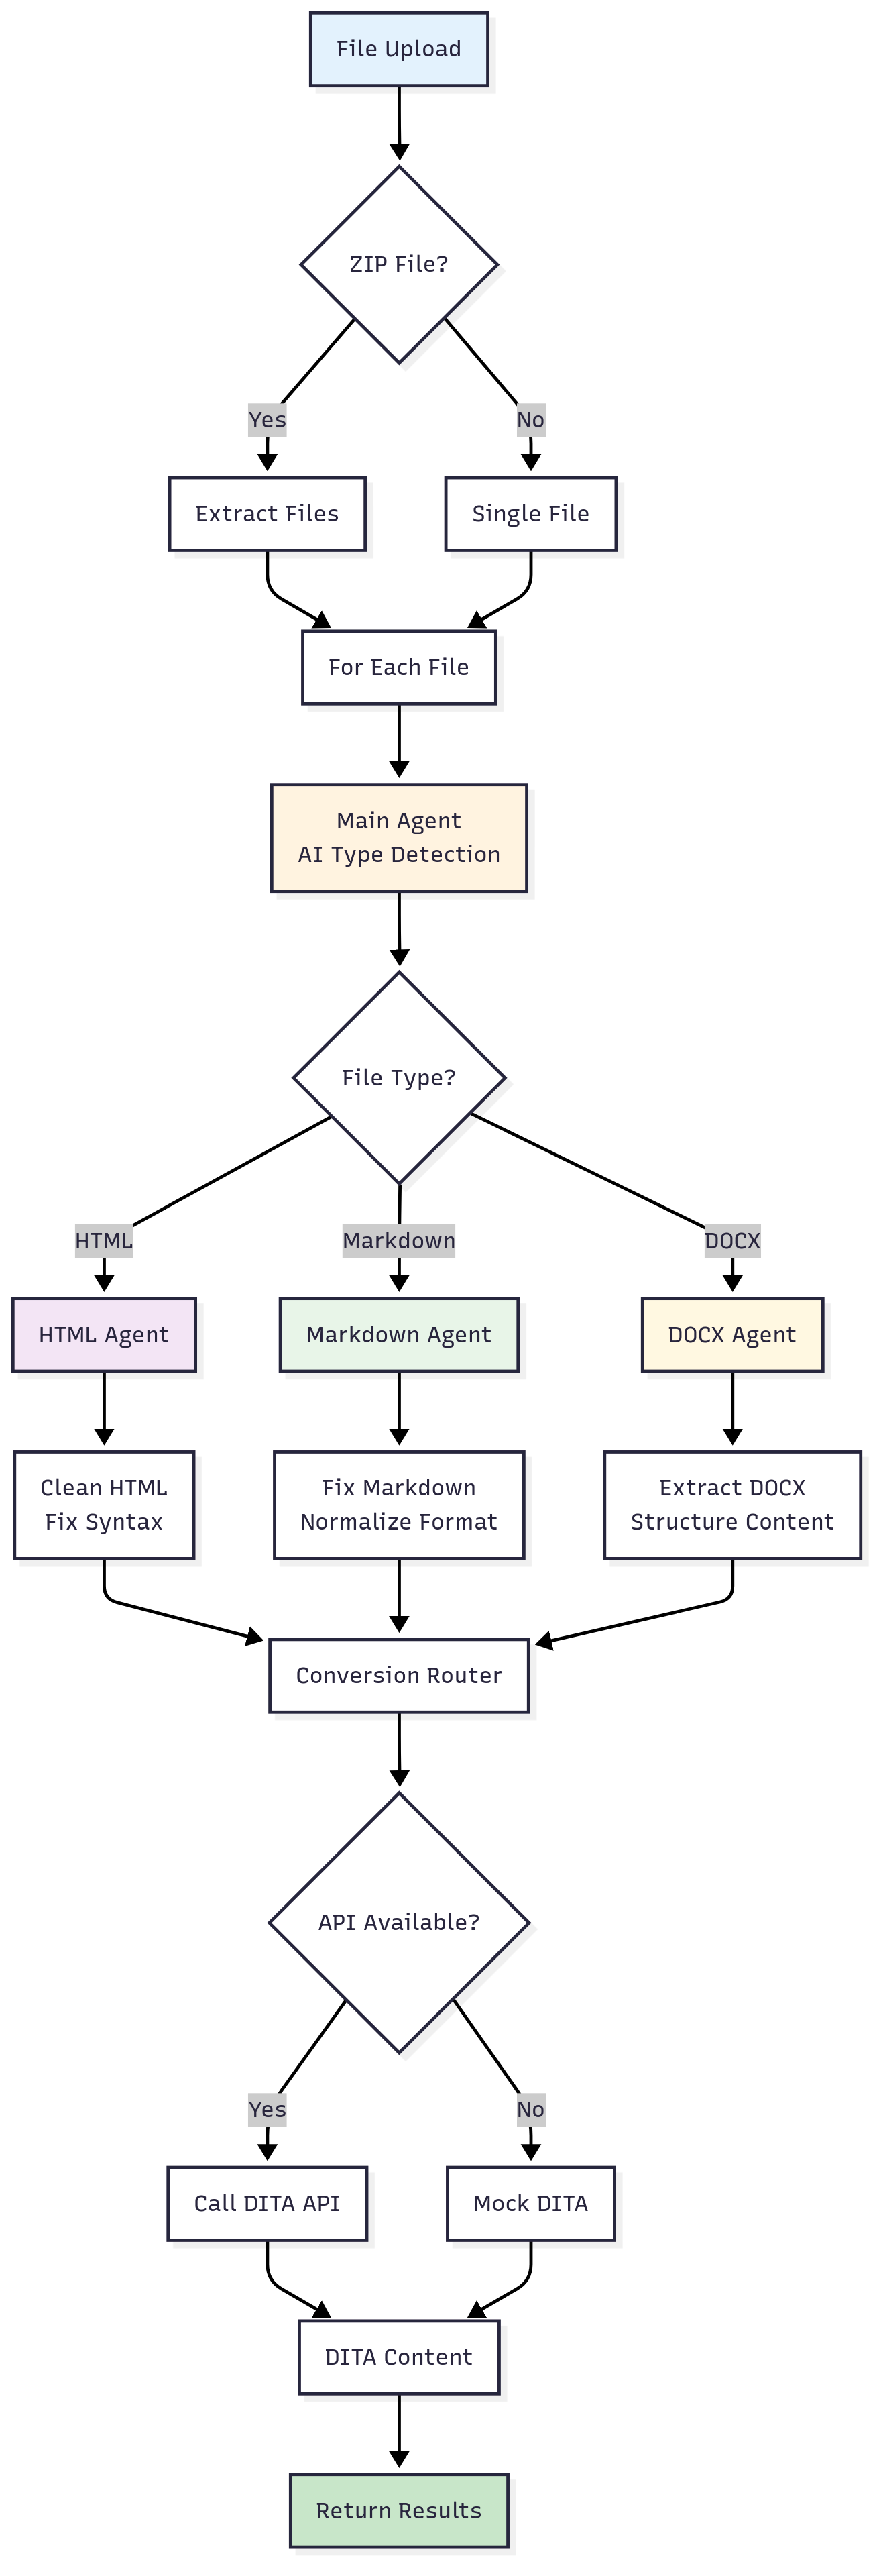 File Upload
ZIP File?
Yes
No
Extract Files
Single File
For Each File
Main Agent
AI Type Detection
File Type?
HTML
Markdown
DOCX
HTML Agent
Markdown Agent
DOCX Agent
Clean HTML
Fix Syntax
Fix Markdown
Normalize Format
Extract DOCX
Structure Content
Conversion Router
API Available?
Yes
No
Call DITA API
Mock DITA
DITA Content
Return Results